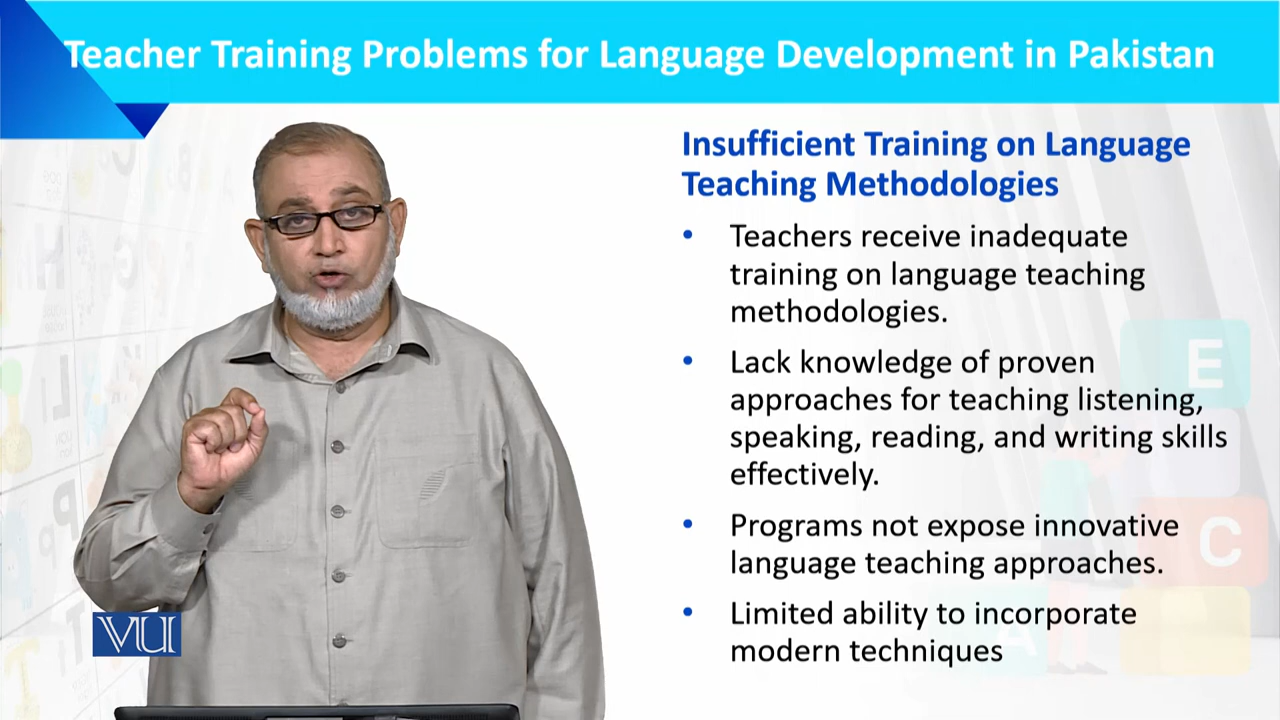 Teacher Training Problems for Language Development in Pakistan
Insufficient Training on Language
Teaching Methodologies
• Teachers receive inadequate
training on language teaching
methodologies.
• Lack knowledge of proven
approaches for teaching listening,
speaking, reading, and writing skills
effectively.
• Programs not expose innovative
language teaching approaches.
• Limited ability to incorporate
modern techniques
E
C
A
VU